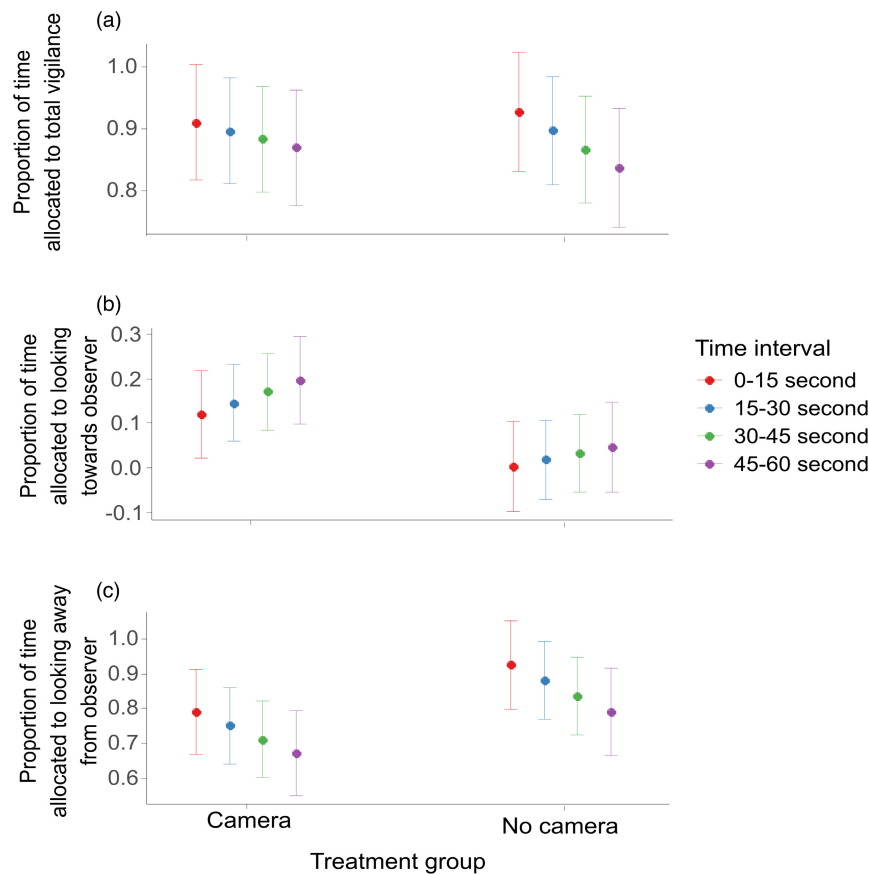 (a)
Proportion of time
allocated to total vigilance
1.0
0.9
0.8
(b)
Proportion of time
allocated to looking
towards observer
0.3
0.2
0.1
0.0
-0.1
Time interval
0-15 second
15-30 second
30-45 second
45-60 second
(c)
Proportion of time
allocated to looking away
from observer
1.0
0.9
0.8
0.7
0.6
Camera
No camera
Treatment group